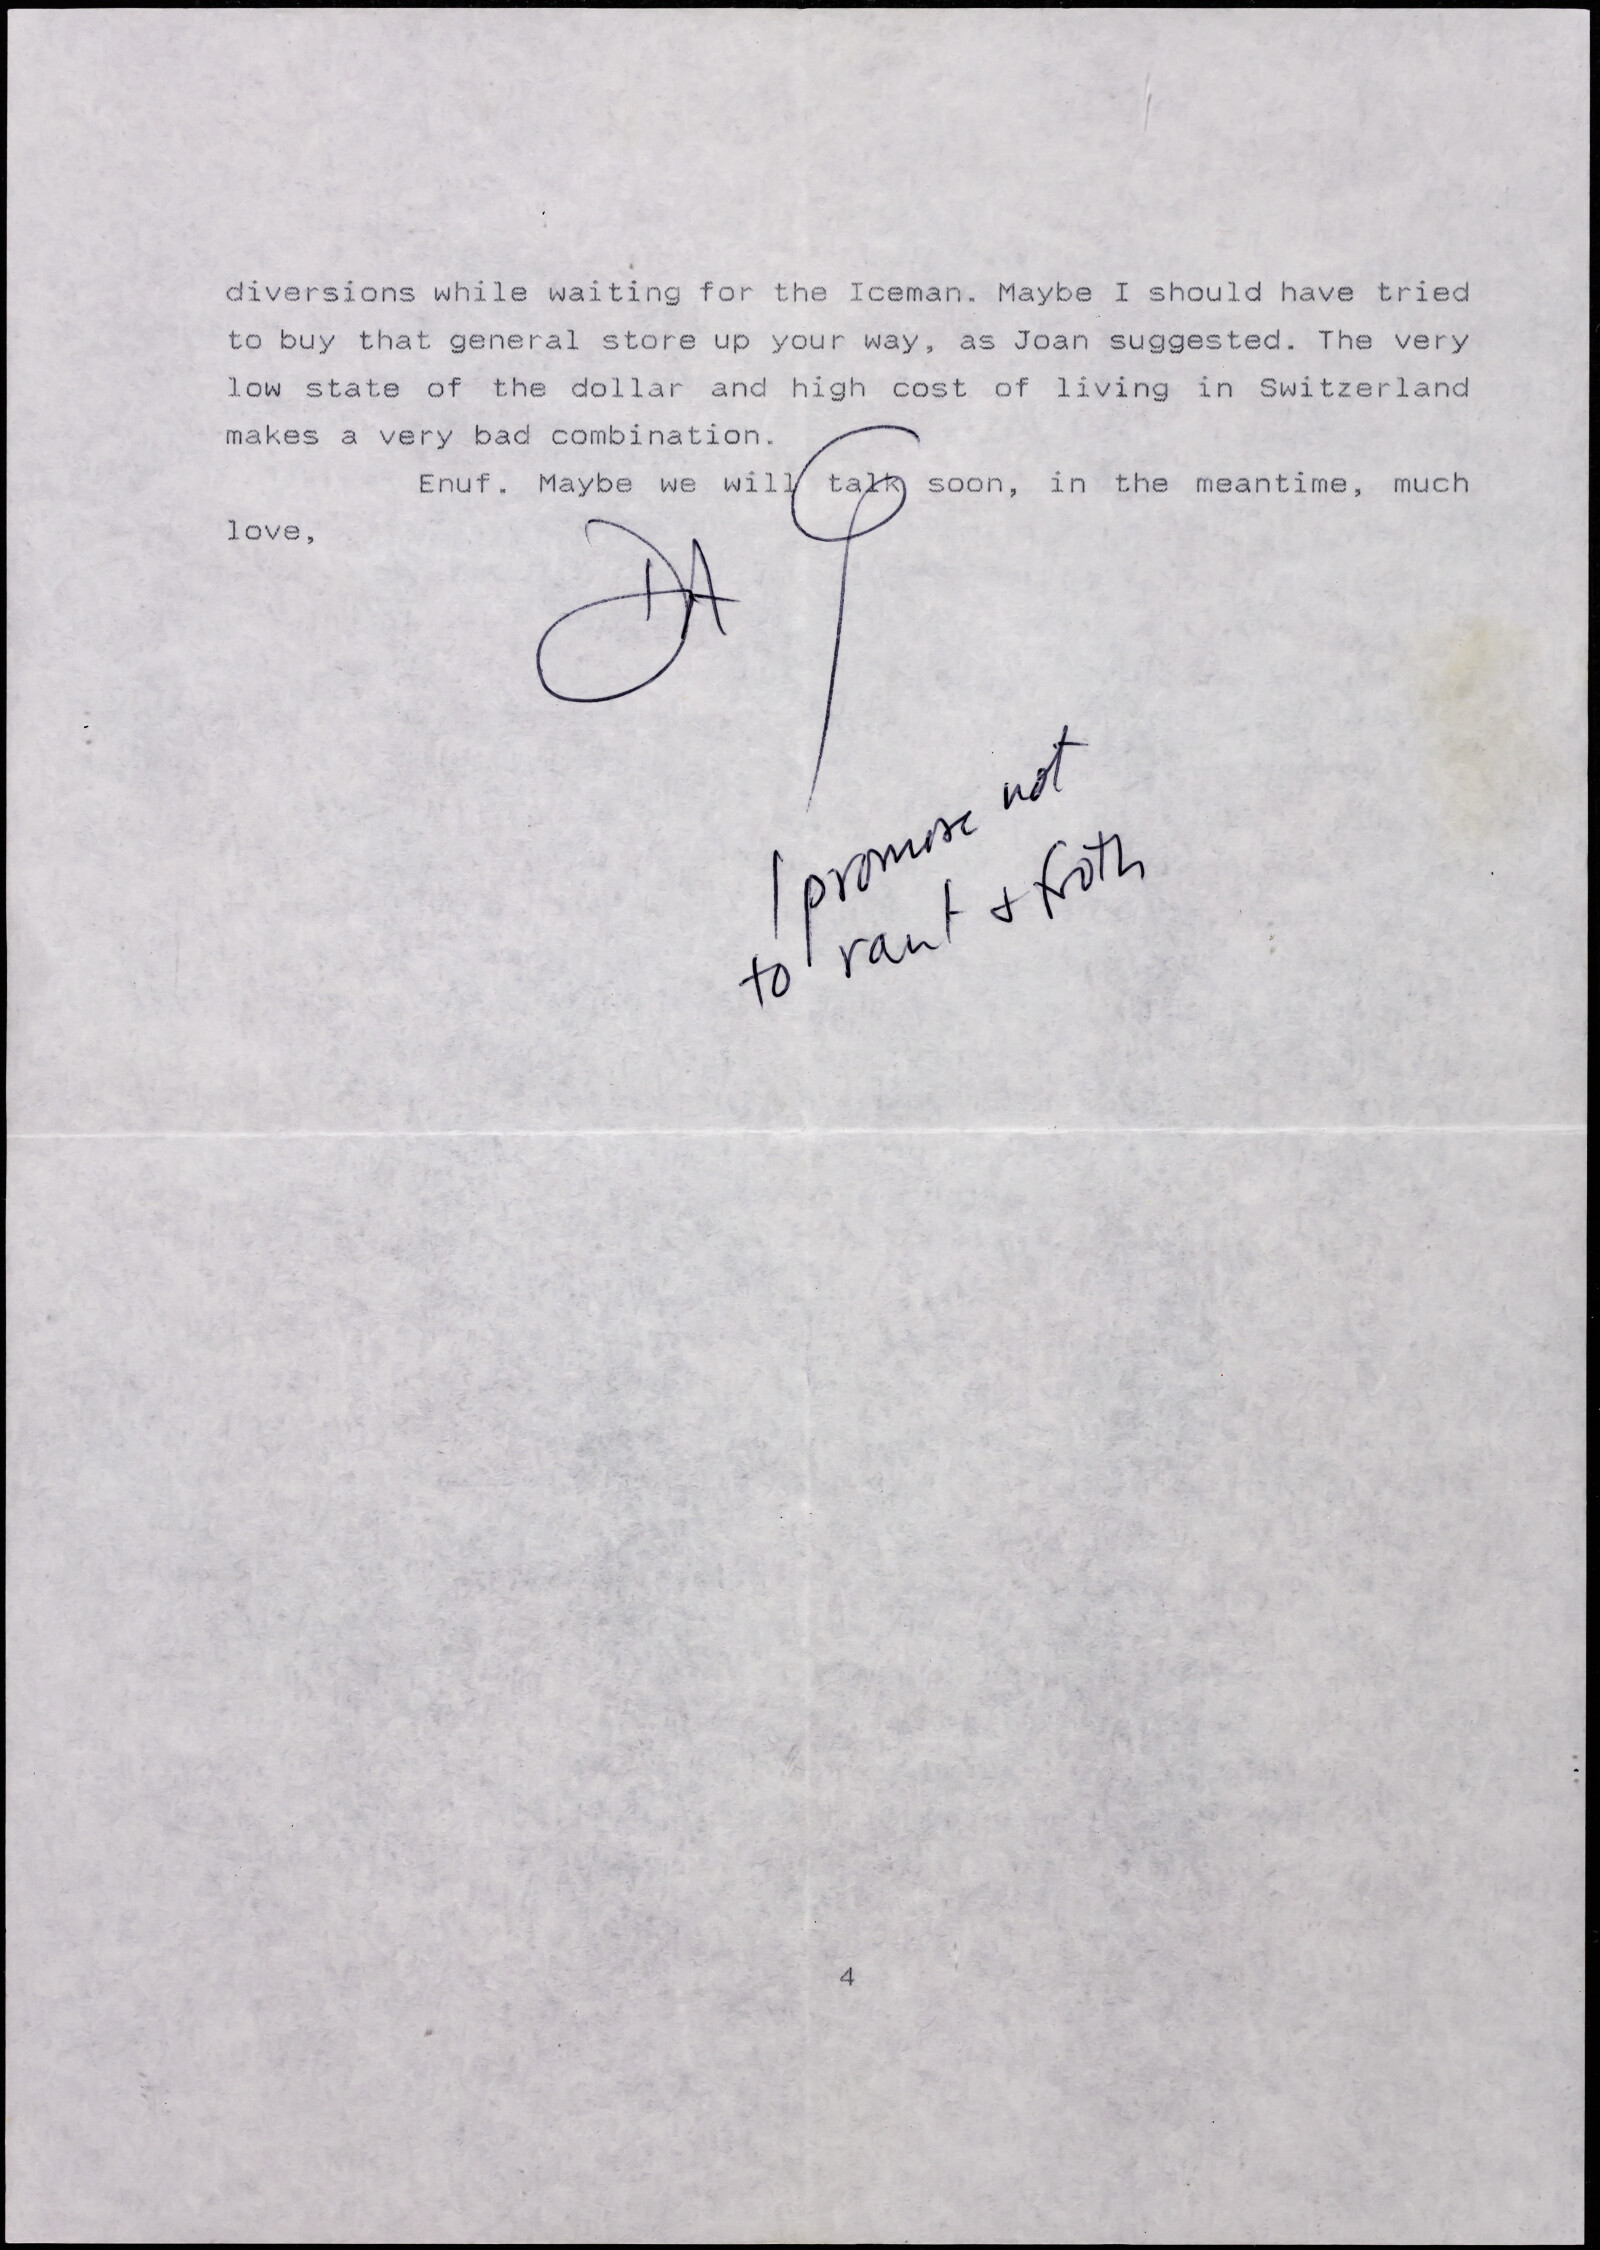 diversions while waiting for the Iceman. Maybe I should have tried
to buy that general store up your way, as Joan suggested. The very
low state of the dollar and high cost of living in Switzerland
makes a very bad combination.
Enuf. Maybe we will talk soon, in the meantime, much
love,
I promise not
to rant & froth
4